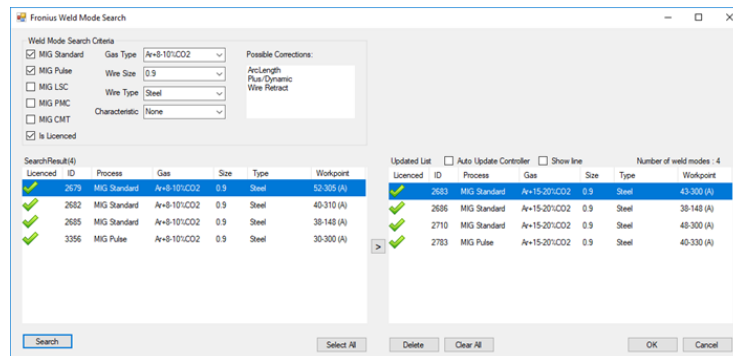 Fronius Weld Mode Search
Weld Mode Search Criteria
MIG Standard Gas Type Ar+8-10%CO2 Possible Corrections:
MIG Pulse Wire Size 0.9 ArcLength
Plus/Dynamic
Wire Retract
MIG LSC Wire Type Steel
MIG PMC
MIG CMT Characteristic None
Is Licenced
SearchResult(4) Updated List Auto Update Controller Show line Number of weld modes : 4
Licenced ID Process Gas Size Type Workpoint Licenced ID Process Gas Size Type Workpoint
2679 MIG Standard Ar+8-10%CO2 0.9 Steel 52-305 (A) 2683 MIG Standard Ar+15-20%CO2 0.9 Steel 43-300 (A)
2682 MIG Standard Ar+8-10%CO2 0.9 Steel 40-310 (A) 2686 MIG Standard Ar+15-20%CO2 0.9 Steel 38-148 (A)
2685 MIG Standard Ar+8-10%CO2 0.9 Steel 38-148 (A) 2710 MIG Standard Ar+15-20%CO2 0.9 Steel 48-300 (A)
3356 MIG Pulse Ar+8-10%CO2 0.9 Steel 30-300 (A) 2783 MIG Pulse Ar+15-20%CO2 0.9 Steel 40-330 (A)
>
Search Select All Delete Clear All OK Cancel